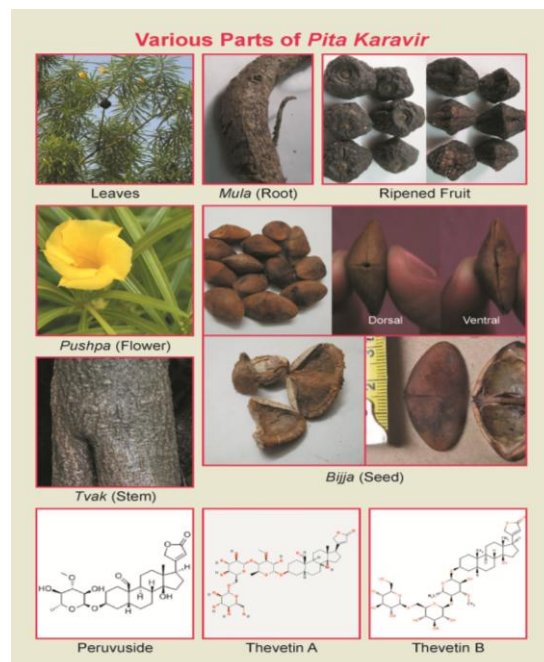 Various Parts of Pita Karavir
Leaves
Mula (Root)
Ripened Fruit
Dorsal
Ventral
Pushpa (Flower)
Tvak (Stem)
Bijja (Seed)
Peruvuside
Thevetin A
Thevetin B